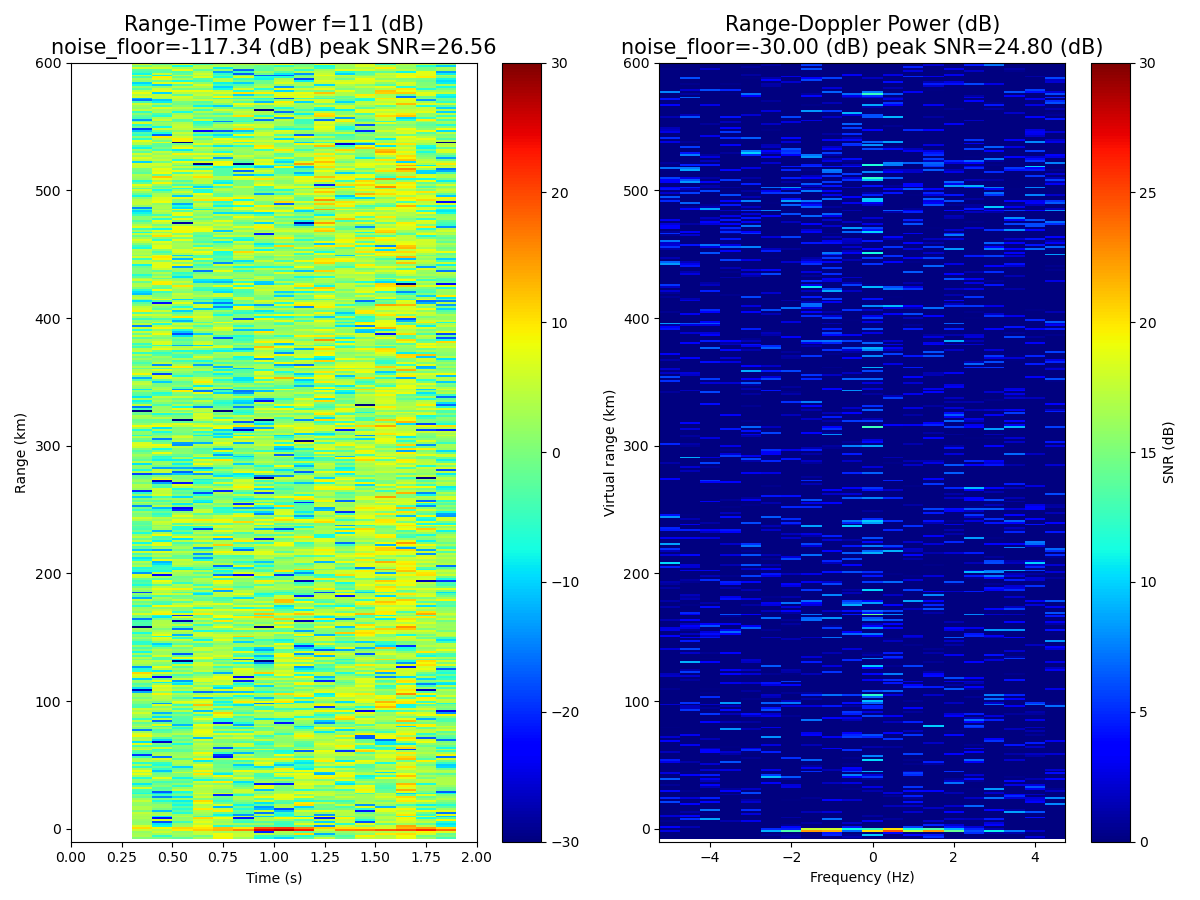 Range-Time Power f=11 (dB)
noise_floor=-117.34 (dB) peak SNR=26.56
Range-Doppler Power (dB)
noise_floor=-30.00 (dB) peak SNR=24.80 (dB)
600
500
400
300
200
100
0
Range (km)
0.00 0.25 0.50 0.75 1.00 1.25 1.50 1.75 2.00
Time (s)
30
20
10
0
−10
−20
−30
600
500
400
300
200
100
0
Virtual range (km)
−4 −2 0 2 4
Frequency (Hz)
30
25
20
15
10
5
0
SNR (dB)